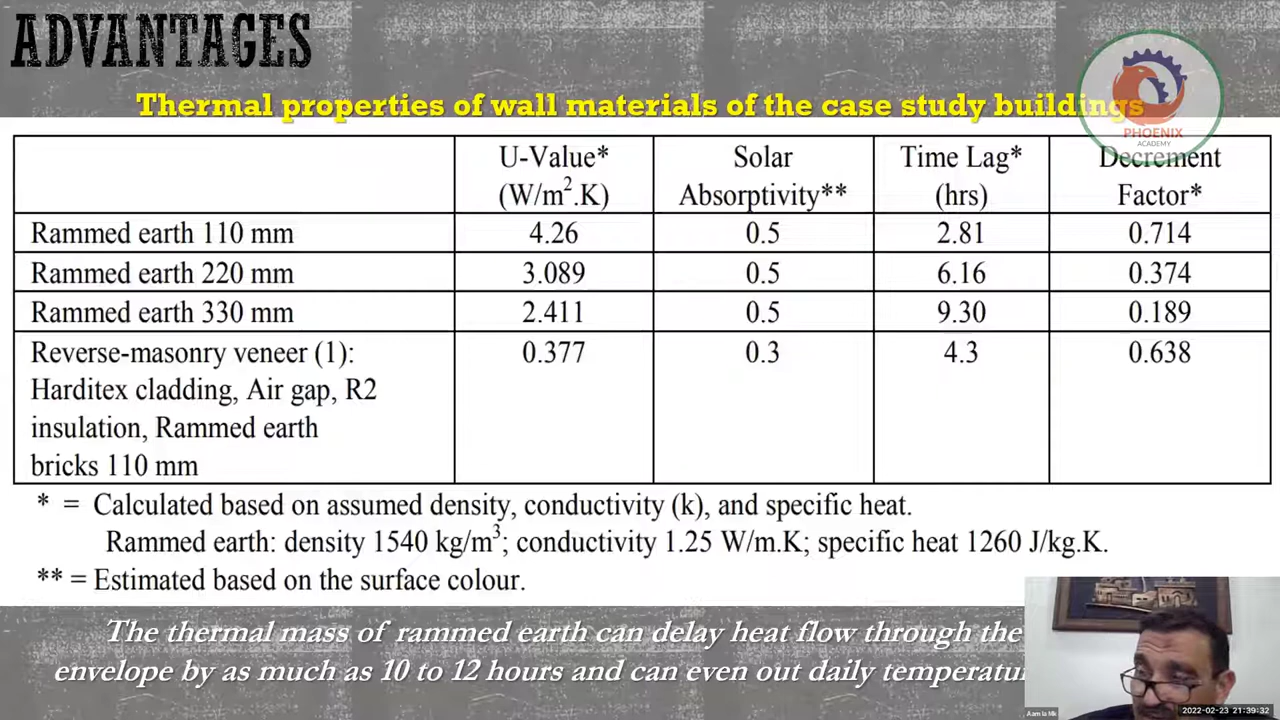 ADVANTAGES
Thermal properties of wall materials of the case study buildings
PHOENIX
ACADEMY
U-Value* (W/m².K) Solar Absorptivity** Time Lag* (hrs) Decrement Factor*
Rammed earth 110 mm 4.26 0.5 2.81 0.714
Rammed earth 220 mm 3.089 0.5 6.16 0.374
Rammed earth 330 mm 2.411 0.5 9.30 0.189
Reverse-masonry veneer (1): 0.377 0.3 4.3 0.638
Harditex cladding, Air gap, R2
insulation, Rammed earth
bricks 110 mm
* = Calculated based on assumed density, conductivity (k), and specific heat.
Rammed earth: density 1540 kg/m³; conductivity 1.25 W/m.K; specific heat 1260 J/kg.K.
** = Estimated based on the surface colour.
The thermal mass of rammed earth can delay heat flow through the
envelope by as much as 10 to 12 hours and can even out daily
2022-02-23 21:39:32